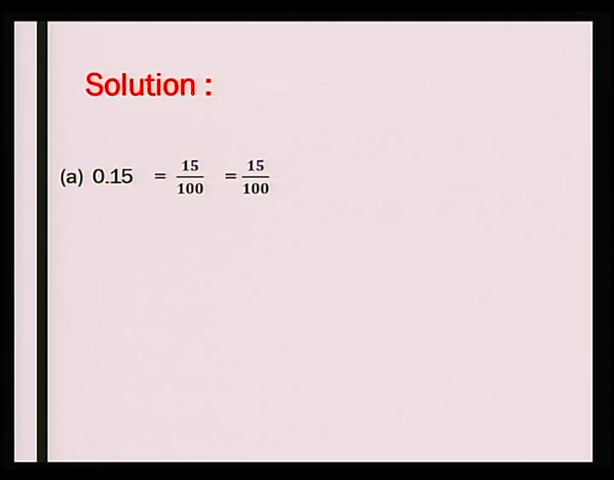 Solution :
(a) 0.15 = 15/100 = 15/100